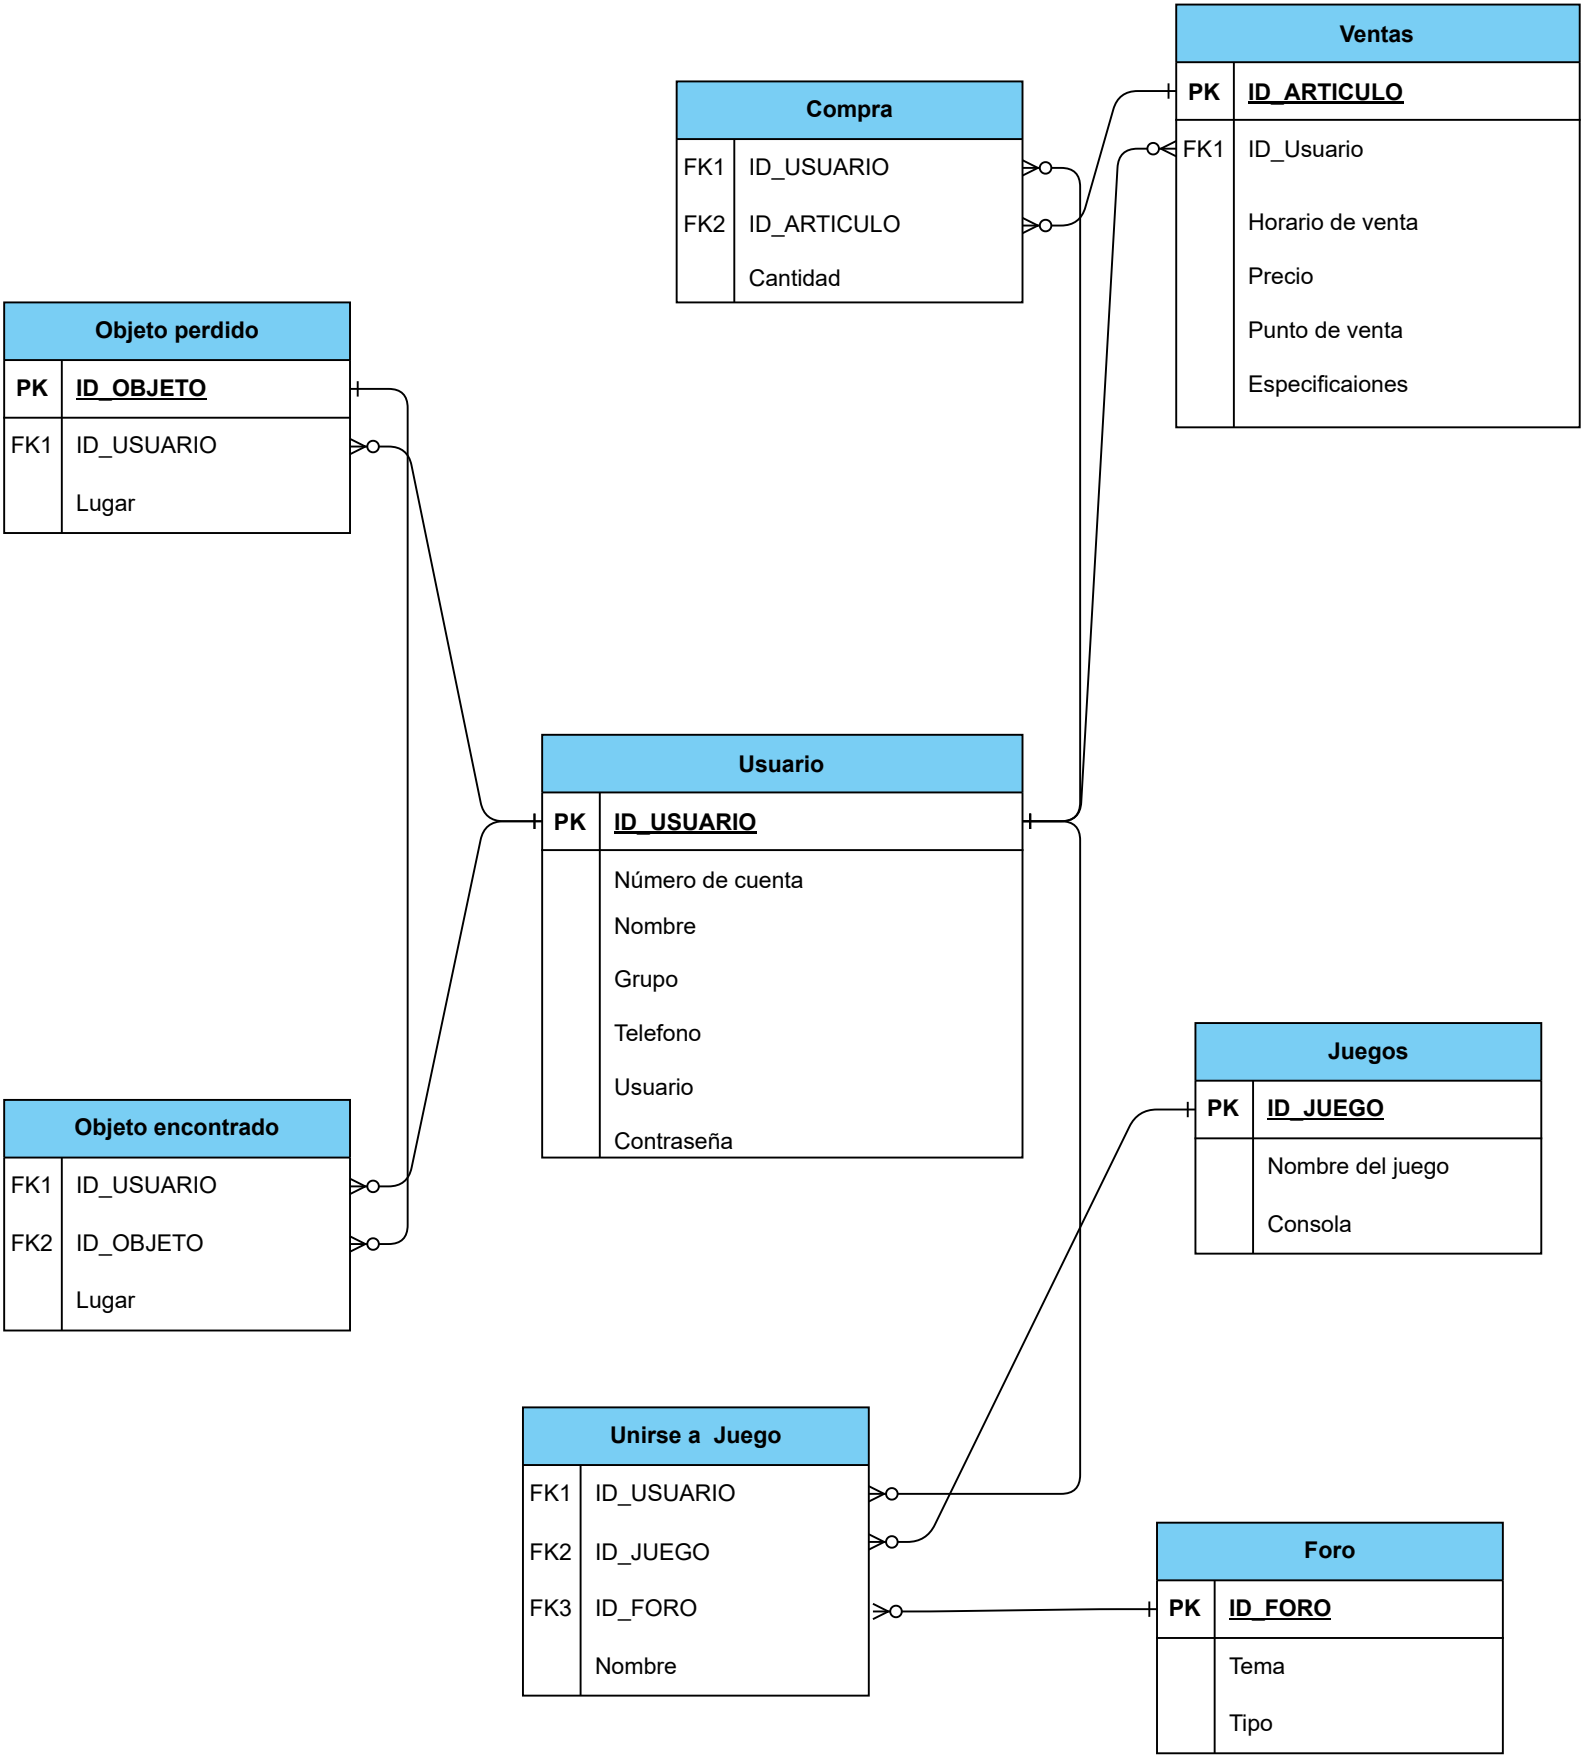 Ventas
PK ID_ARTICULO
FK1 ID_Usuario
Horario de venta
Precio
Punto de venta
Especificaiones
Compra
FK1 ID_USUARIO
FK2 ID_ARTICULO
Cantidad
Objeto perdido
PK ID_OBJETO
FK1 ID_USUARIO
Lugar
Usuario
PK ID_USUARIO
Número de cuenta
Nombre
Grupo
Telefono
Usuario
Contraseña
Juegos
PK ID_JUEGO
Nombre del juego
Consola
Objeto encontrado
FK1 ID_USUARIO
FK2 ID_OBJETO
Lugar
Unirse a  Juego
FK1 ID_USUARIO
FK2 ID_JUEGO
FK3 ID_FORO
Nombre
Foro
PK ID_FORO
Tema
Tipo